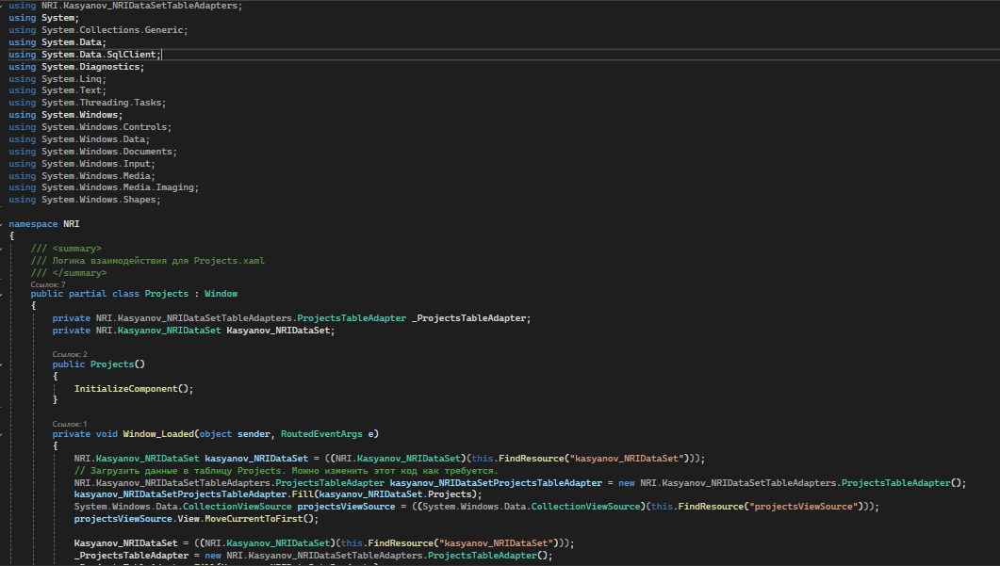 using NRI.Kasyanov_NRIDataSetTableAdapters;
using System;
using System.Collections.Generic;
using System.Data;
using System.Data.SqlClient;
using System.Diagnostics;
using System.Linq;
using System.Text;
using System.Threading.Tasks;
using System.Windows;
using System.Windows.Controls;
using System.Windows.Data;
using System.Windows.Documents;
using System.Windows.Input;
using System.Windows.Media;
using System.Windows.Media.Imaging;
using System.Windows.Shapes;
namespace NRI
{
/// <summary>
/// Логика взаимодействия для Projects.xaml
/// </summary>
Ссылок: 7
public partial class Projects : Window
{
private NRI.Kasyanov_NRIDataSetTableAdapters.ProjectsTableAdapter _ProjectsTableAdapter;
private NRI.Kasyanov_NRIDataSet Kasyanov_NRIDataSet;
Ссылок: 2
public Projects()
{
InitializeComponent();
}
Ссылок: 1
private void Window_Loaded(object sender, RoutedEventArgs e)
{
NRI.Kasyanov_NRIDataSet kasyanov_NRIDataSet = ((NRI.Kasyanov_NRIDataSet)(this.FindResource("kasyanov_NRIDataSet")));
// Загрузить данные в таблицу Projects. Можно изменить этот код как требуется.
NRI.Kasyanov_NRIDataSetTableAdapters.ProjectsTableAdapter kasyanov_NRIDataSetProjectsTableAdapter = new NRI.Kasyanov_NRIDataSetTableAdapters.ProjectsTableAdapter();
kasyanov_NRIDataSetProjectsTableAdapter.Fill(kasyanov_NRIDataSet.Projects);
System.Windows.Data.CollectionViewSource projectsViewSource = ((System.Windows.Data.CollectionViewSource)(this.FindResource("projectsViewSource")));
projectsViewSource.View.MoveCurrentToFirst();
Kasyanov_NRIDataSet = ((NRI.Kasyanov_NRIDataSet)(this.FindResource("kasyanov_NRIDataSet")));
_ProjectsTableAdapter = new NRI.Kasyanov_NRIDataSetTableAdapters.ProjectsTableAdapter();